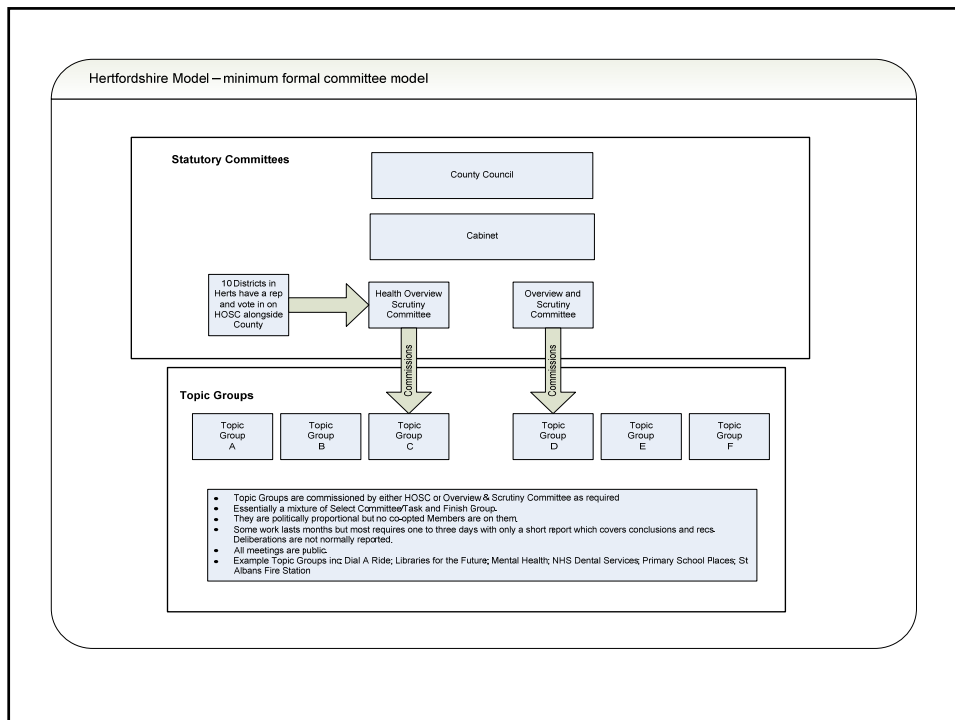 Hertfordshire Model – minimum formal committee model
Statutory Committees
County Council
Cabinet
10 Districts in
Herts have a rep
and vote in on
HOSC alongside
County
Health Overview
Scrutiny
Committee
Overview and
Scrutiny
Committee
Commissions
Commissions
Topic Groups
Topic
Group
A
Topic
Group
B
Topic
Group
C
Topic
Group
D
Topic
Group
E
Topic
Group
F
• Topic Groups are commissioned by either HOSC or Overview & Scrutiny Committee as required
• Essentially a mixture of Select Committee/Task and Finish Group.
• They are politically proportional but no co-opted Members are on them.
• Some work lasts months but most requires one to three days with only a short report which covers conclusions and recs.
Deliberations are not normally reported.
• All meetings are public.
• Example Topic Groups inc: Dial A Ride; Libraries for the Future; Mental Health; NHS Dental Services; Primary School Places; St
Albans Fire Station